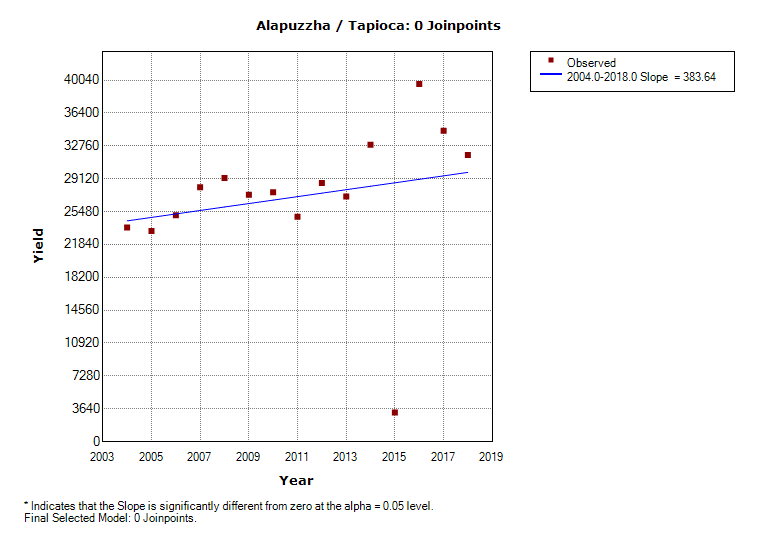 Alapuzzha / Tapioca: 0 Joinpoints
Observed
2004.0-2018.0 Slope = 383.64
40040
36400
32760
29120
25480
21840
18200
14560
10920
7280
3640
0
Yield
2003 2005 2007 2009 2011 2013 2015 2017 2019
Year
* Indicates that the Slope is significantly different from zero at the alpha = 0.05 level.
Final Selected Model: 0 Joinpoints.